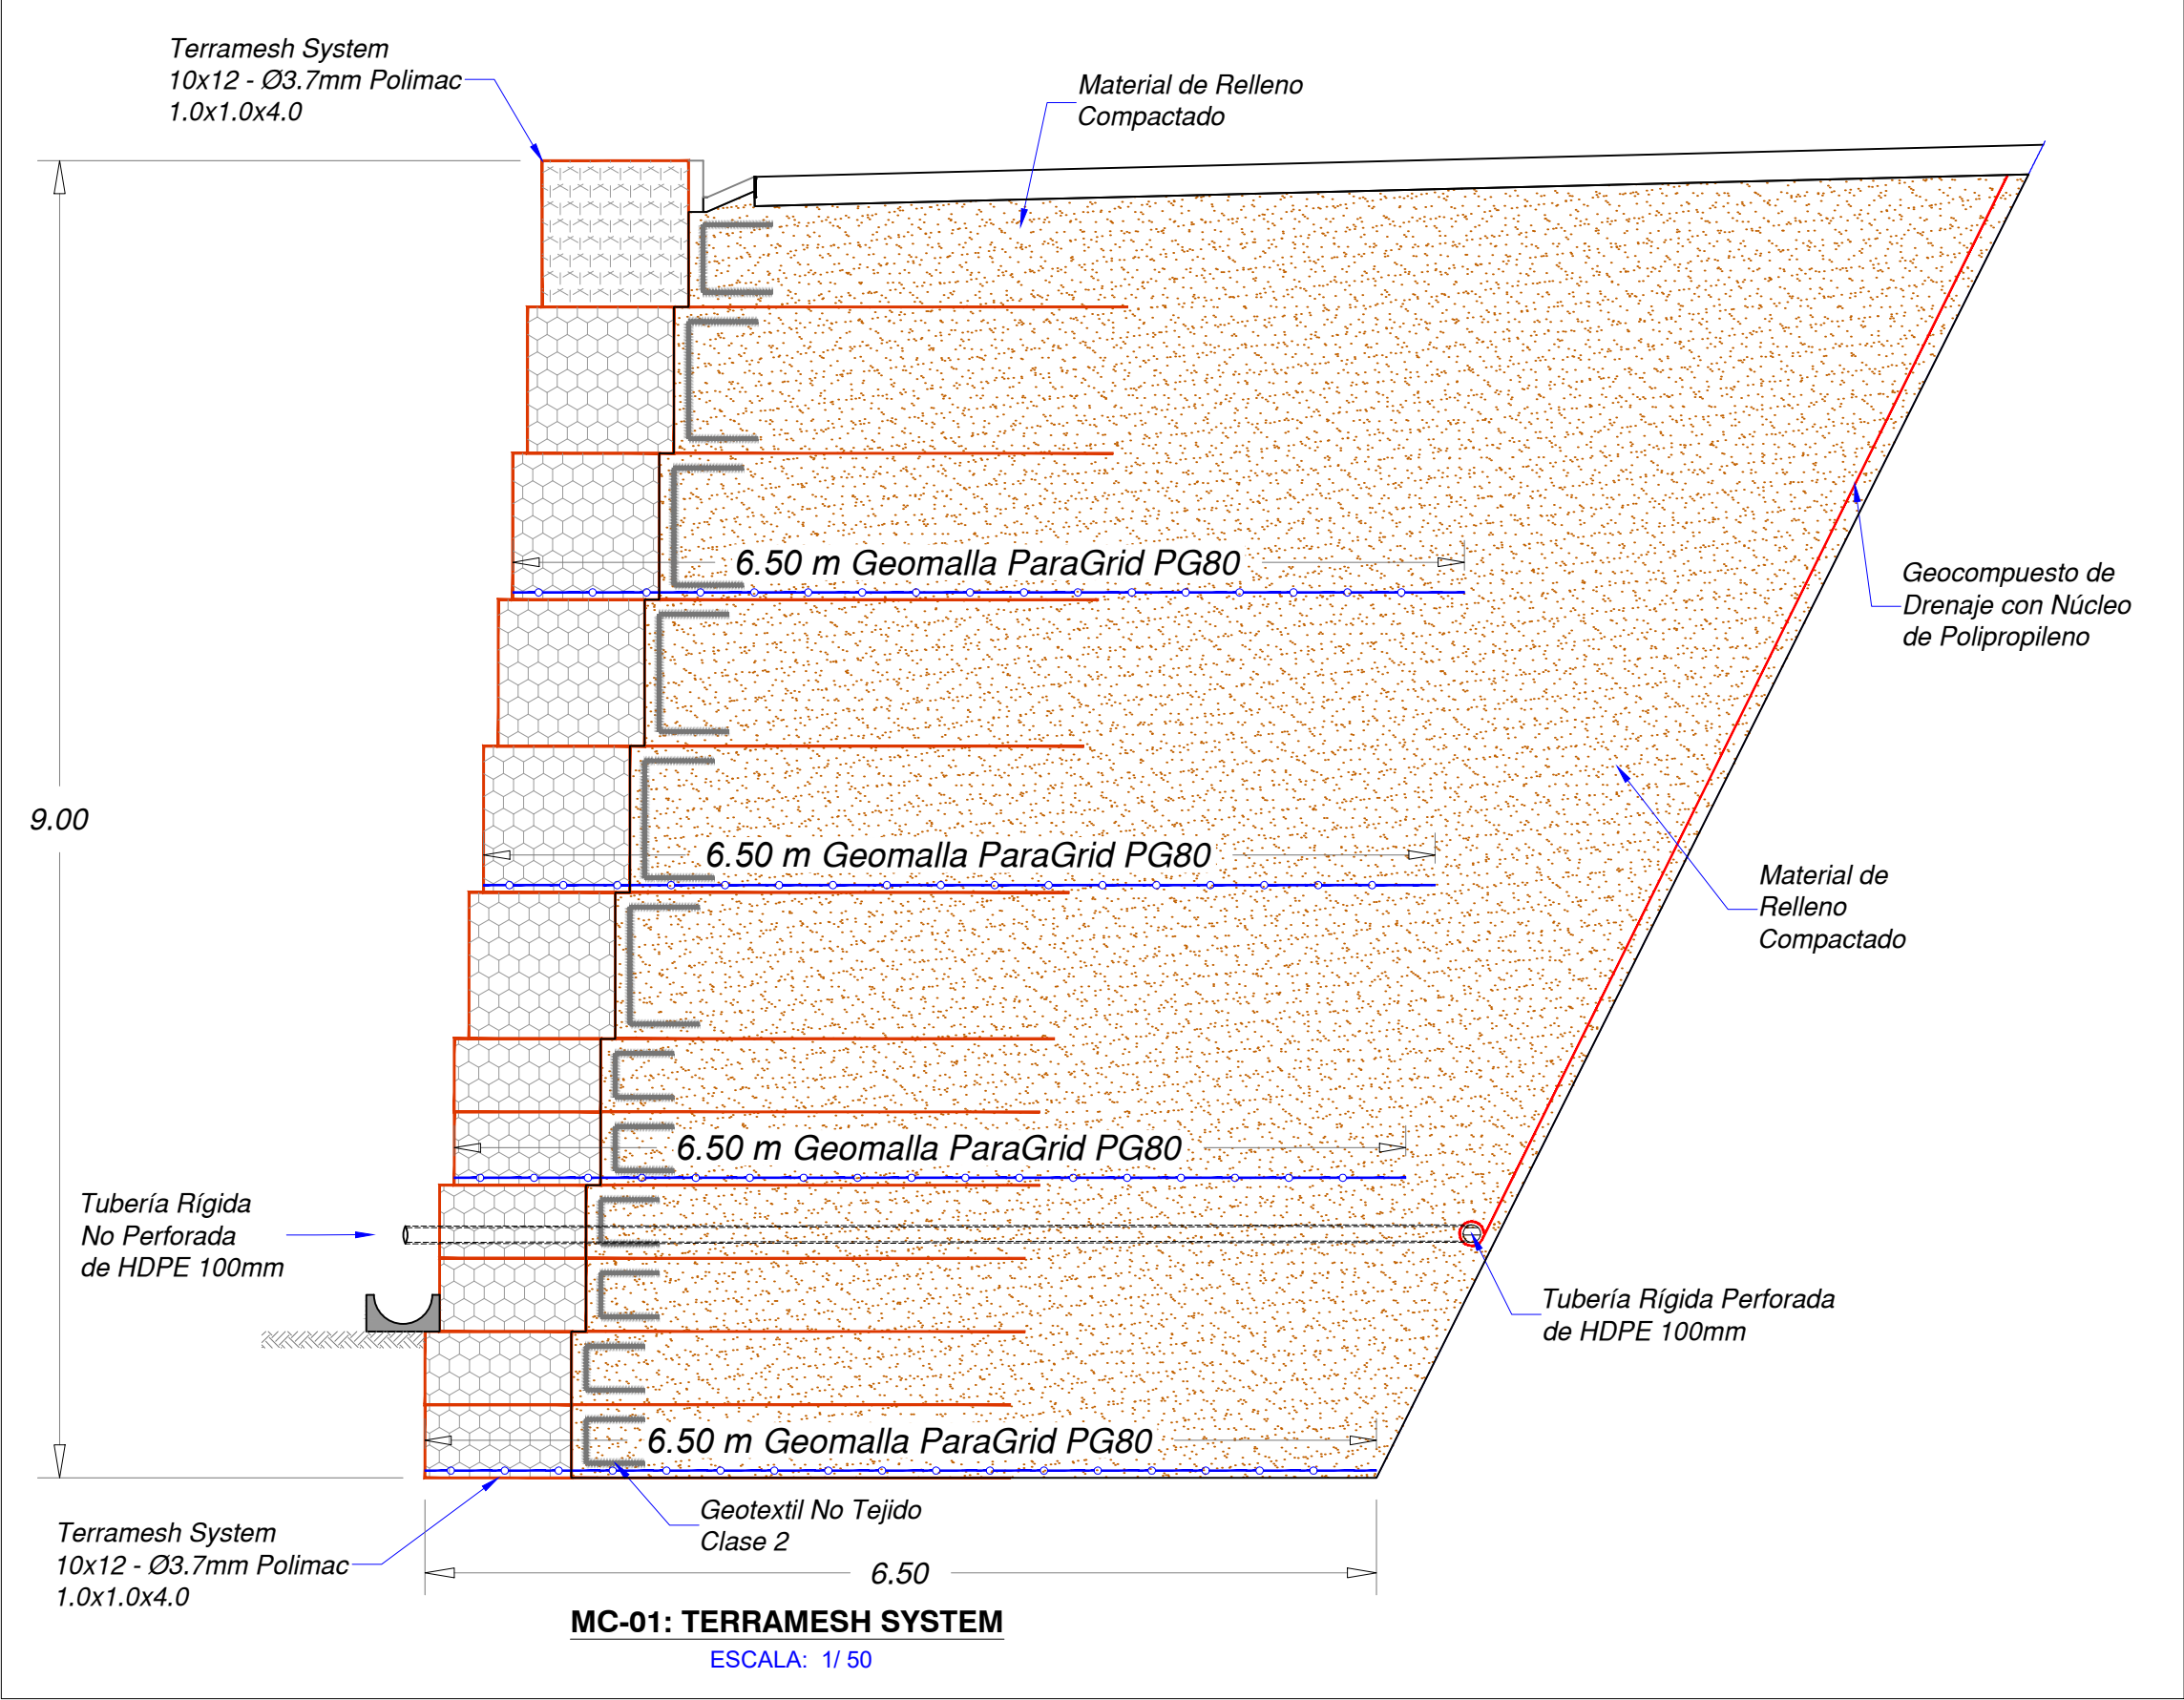 Terramesh System
10x12 - Ø3.7mm Polimac
1.0x1.0x4.0
Material de Relleno
Compactado
6.50 m Geomalla ParaGrid PG80
Geocompuesto de
Drenaje con Núcleo
de Polipropileno
9.00
6.50 m Geomalla ParaGrid PG80
Material de
Relleno
Compactado
6.50 m Geomalla ParaGrid PG80
Tubería Rígida
No Perforada
de HDPE 100mm
Tubería Rígida Perforada
de HDPE 100mm
6.50 m Geomalla ParaGrid PG80
Geotextil No Tejido
Clase 2
Terramesh System
10x12 - Ø3.7mm Polimac
1.0x1.0x4.0
6.50
MC-01: TERRAMESH SYSTEM
ESCALA: 1/ 50